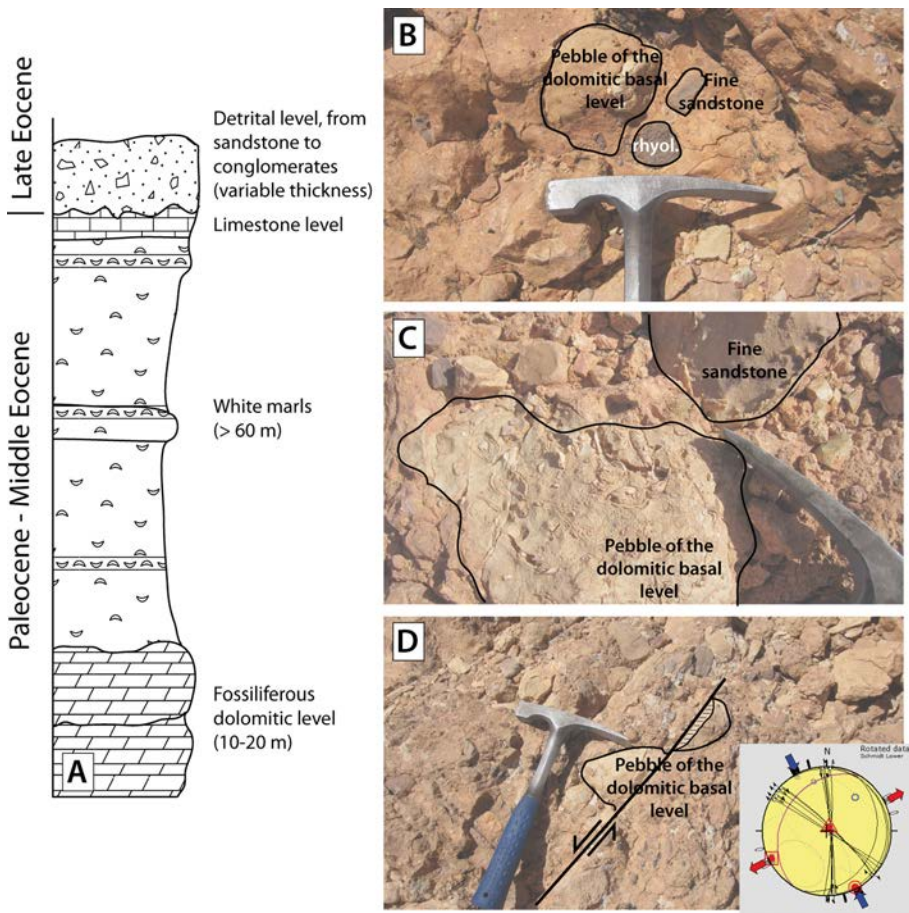 Late Eocene
Paleocene - Middle Eocene
Detrital level, from
sandstone to
conglomerates
(variable thickness)
Limestone level
White marls
(> 60 m)
Fossiliferous
dolomitic level
(10-20 m)
A
B
Pebble of the
dolomitic basal
level
Fine
sandstone
rhyol.
C
Fine
sandstone
Pebble of the
dolomitic basal
level
D
Pebble of the
dolomitic basal
level
Rotated data
Schmidt Lower
N